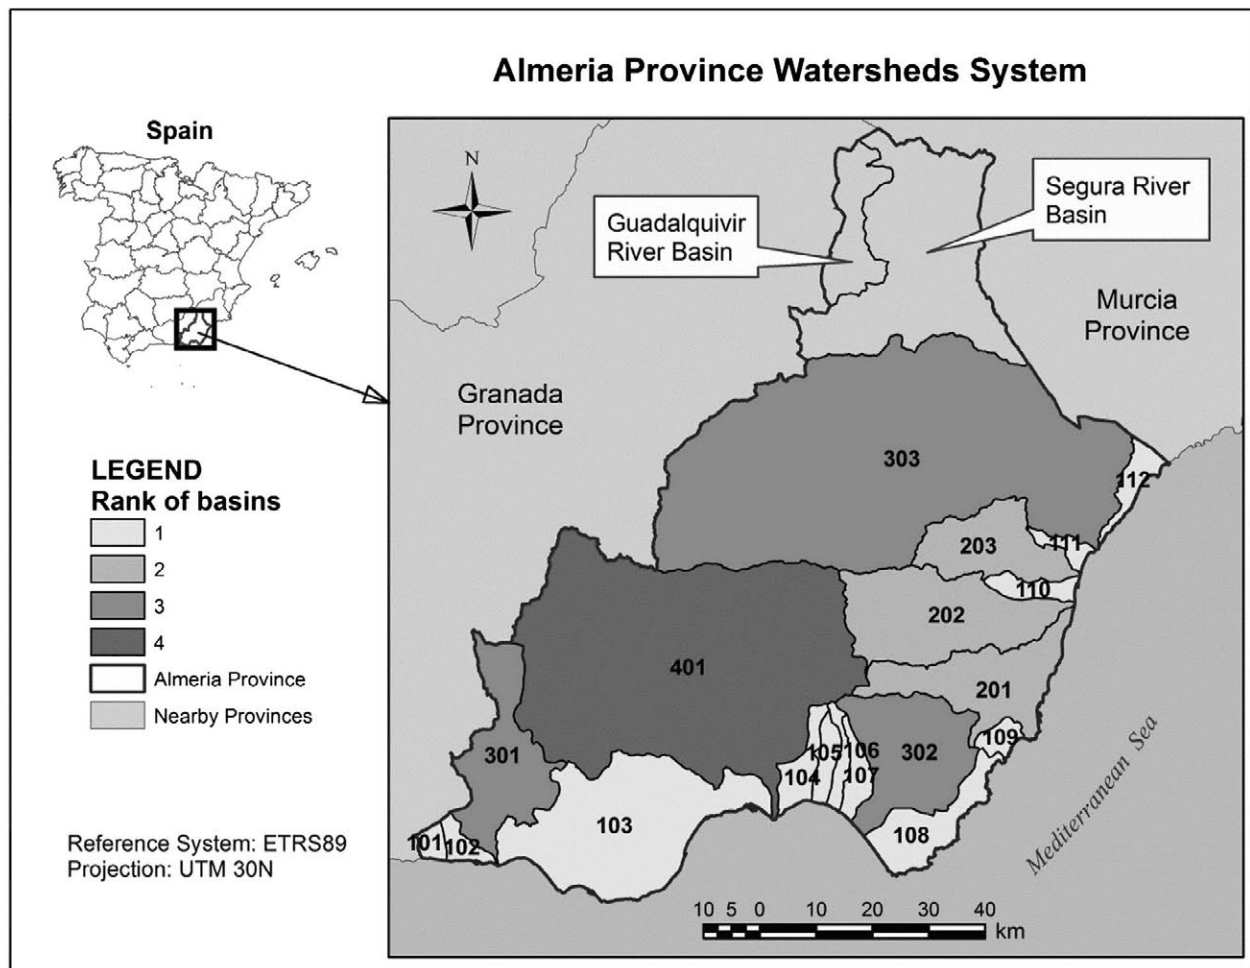 Almeria Province Watersheds System
Spain
N
Guadalquivir
River Basin
Segura River
Basin
Murcia
Province
Granada
Province
LEGEND
Rank of basins
1
2
3
4
Almeria Province
Nearby Provinces
303
112
203
111
110
202
401
201
109
301
302
105
106
104
107
103
108
101
102
Mediterranean Sea
Reference System: ETRS89
Projection: UTM 30N
10 5 0 10 20 30 40
km